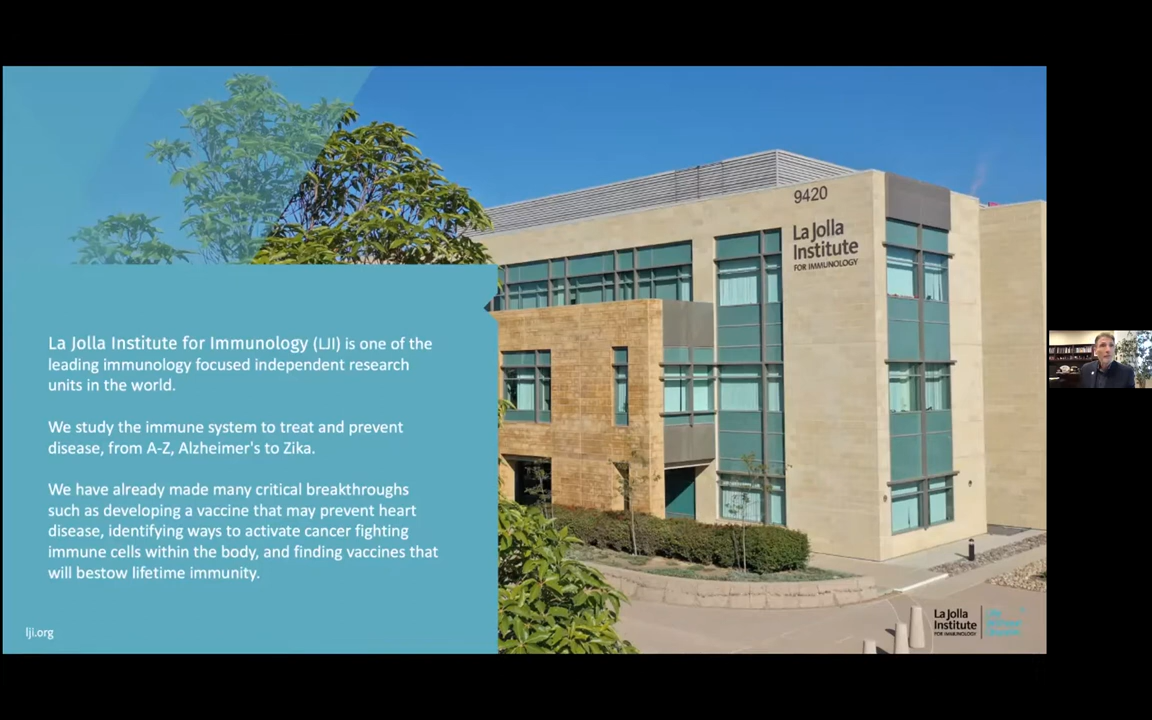 9420
La Jolla
Institute
FOR IMMUNOLOGY
La Jolla Institute for Immunology (LJI) is one of the
leading immunology focused independent research
units in the world.
We study the immune system to treat and prevent
disease, from A-Z, Alzheimer's to Zika.
We have already made many critical breakthroughs
such as developing a vaccine that may prevent heart
disease, identifying ways to activate cancer fighting
immune cells within the body, and finding vaccines that
will bestow lifetime immunity.
lji.org
La Jolla
Institute
FOR IMMUNOLOGY